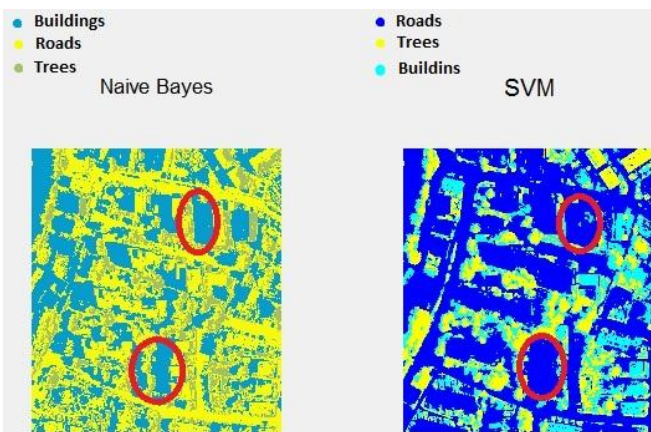 Buildings
Roads
Trees
Naive Bayes
Roads
Trees
Buildins
SVM